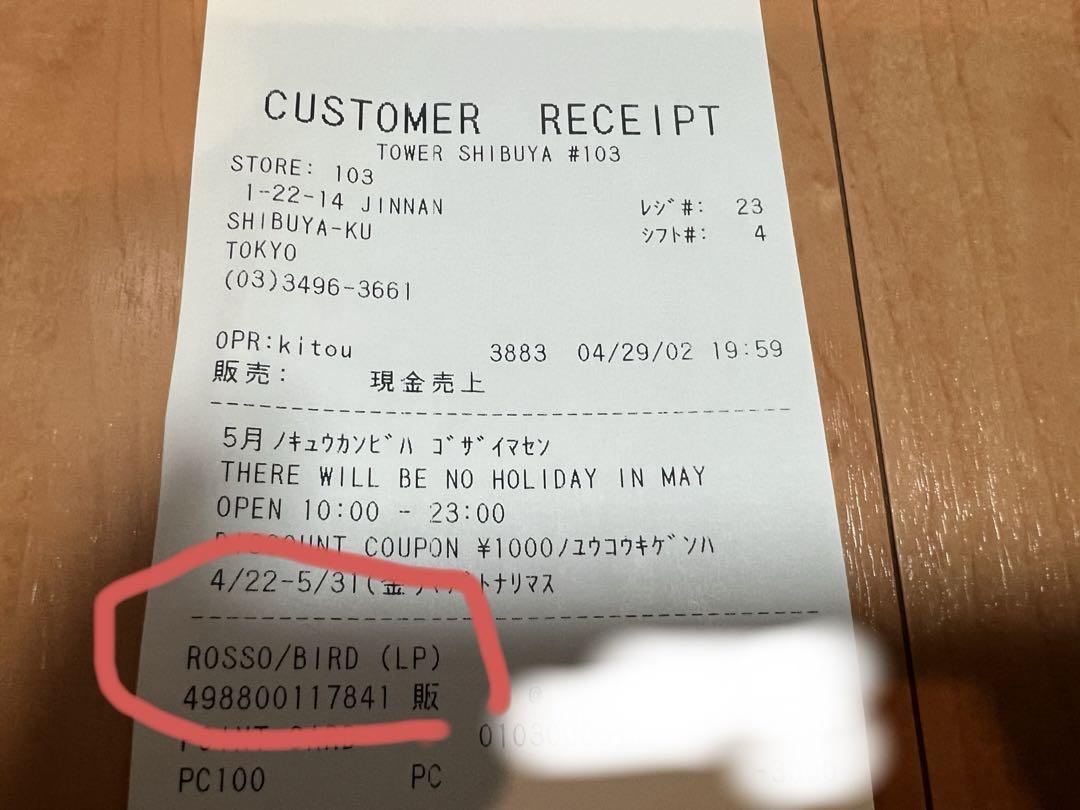 CUSTOMER RECEIPT
TOWER SHIBUYA #103
STORE: 103
1-22-14 JINNAN
レジ#: 23
SHIBUYA-KU
シフト#: 4
TOKYO
(03)3496-3661
OPR:kitou 3883 04/29/02 19:59
販売: 現金売上
5月ノキュウカンビハ ゴザイマセン
THERE WILL BE NO HOLIDAY IN MAY
OPEN 10:00 - 23:00
DISCOUNT COUPON ¥1000ノユウコウキゲンハ
4/22-5/31(金)マデトナリマス
ROSSO/BIRD (LP)
498800117841 販 @
POINT CARD
PC100 PC